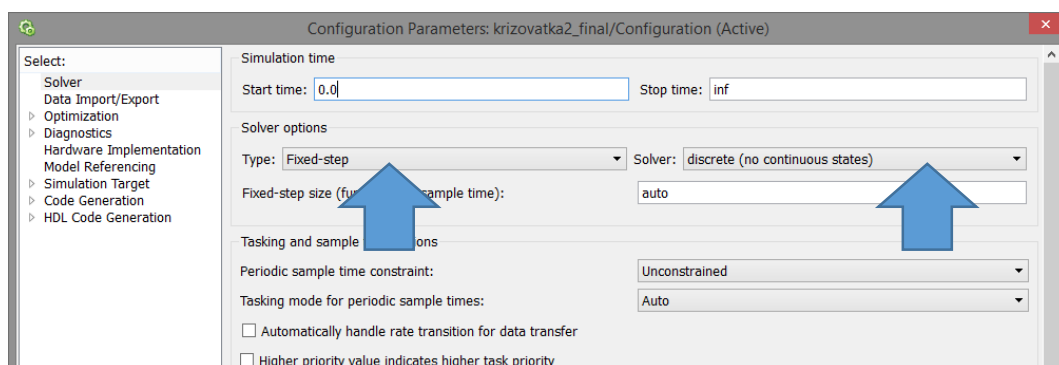 Configuration Parameters: krizovatka2_final/Configuration (Active)
Select:
Solver
Data Import/Export
Optimization
Diagnostics
Hardware Implementation
Model Referencing
Simulation Target
Code Generation
HDL Code Generation
Simulation time
Start time: 0.0 Stop time: inf
Solver options
Type: Fixed-step Solver: discrete (no continuous states)
Fixed-step size sample time): auto
Tasking and sample
Periodic sample time constraint: Unconstrained
Tasking mode for periodic sample times: Auto
Automatically handle rate transition for data transfer
Higher priority value indicates higher task priority